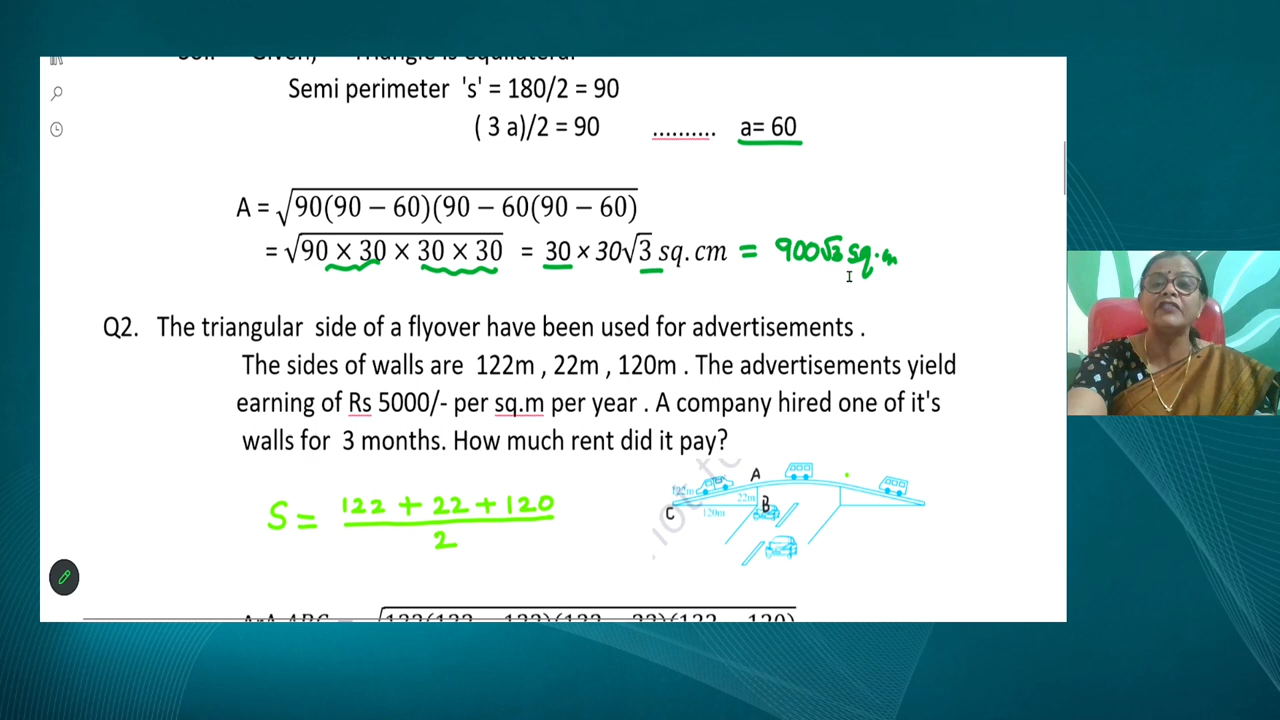 Semi perimeter 's' = 180/2 = 90
( 3 a)/2 = 90 .......... a= 60
A = √90(90 − 60)(90 − 60(90 − 60)
= √90 × 30 × 30 × 30 = 30 × 30√3 sq. cm = 900√3 sq.m
Q2. The triangular side of a flyover have been used for advertisements .
The sides of walls are 122m , 22m , 120m . The advertisements yield
earning of Rs 5000/- per sq.m per year . A company hired one of it's
walls for 3 months. How much rent did it pay?
S = 122 + 22 + 120
2
A
122m
22m
B
C
120m